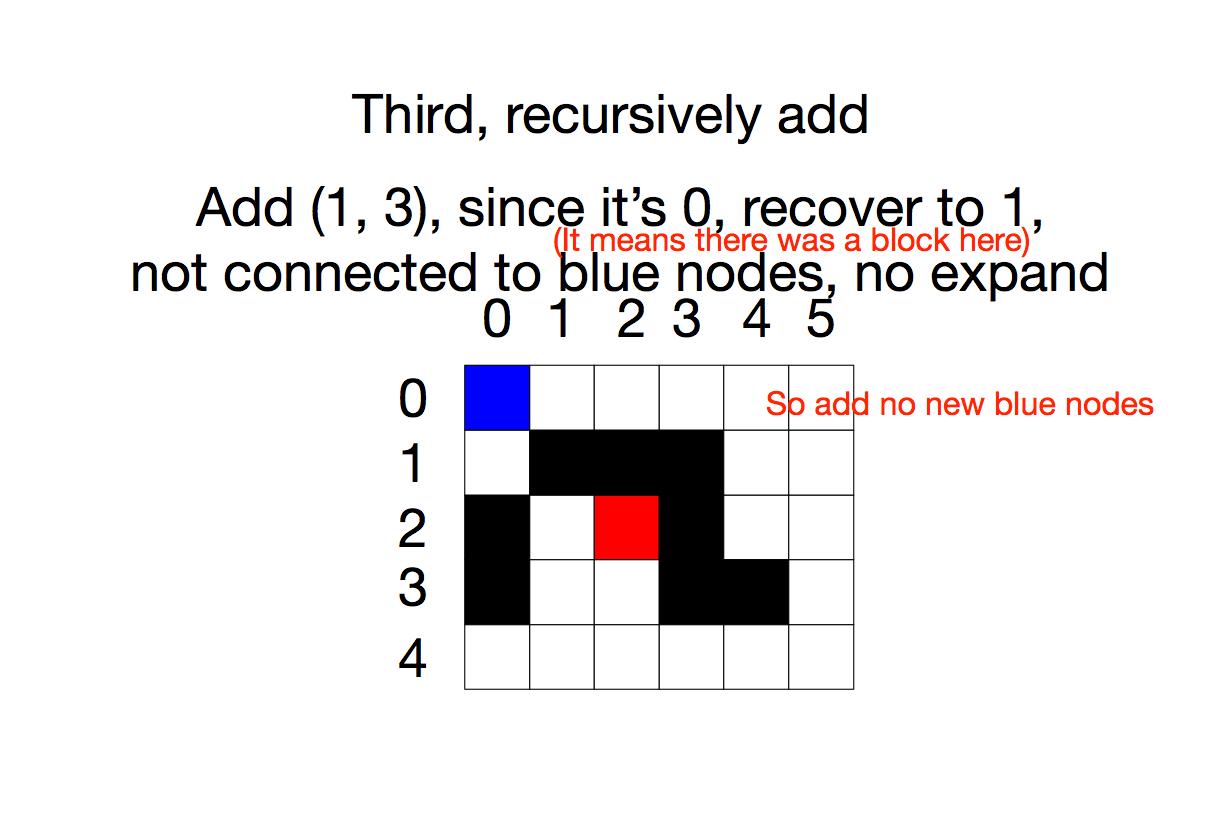 Third, recursively add
Add (1, 3), since it’s 0, recover to 1,
(It means there was a block here)
not connected to blue nodes, no expand
0 1 2 3 4 5
0
So add no new blue nodes
1
2
3
4